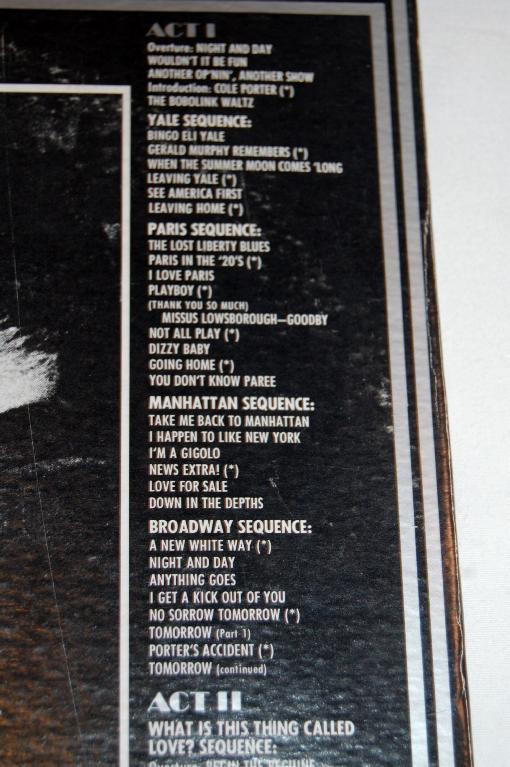 ACT I
Overture: NIGHT AND DAY
WOULDN'T IT BE FUN
ANOTHER OP'NIN', ANOTHER SHOW
Introduction: COLE PORTER (*)
THE BOBOLINK WALTZ
YALE SEQUENCE:
BINGO ELI YALE
GERALD MURPHY REMEMBERS (*)
WHEN THE SUMMER MOON COMES 'LONG
LEAVING YALE (*)
SEE AMERICA FIRST
LEAVING HOME (*)
PARIS SEQUENCE:
THE LOST LIBERTY BLUES
PARIS IN THE '20'S (*)
I LOVE PARIS
PLAYBOY (*)
(THANK YOU SO MUCH)
MISSUS LOWSBOROUGH—GOODBY
NOT ALL PLAY (*)
DIZZY BABY
GOING HOME (*)
YOU DON'T KNOW PAREE
MANHATTAN SEQUENCE:
TAKE ME BACK TO MANHATTAN
I HAPPEN TO LIKE NEW YORK
I'M A GIGOLO
NEWS EXTRA! (*)
LOVE FOR SALE
DOWN IN THE DEPTHS
BROADWAY SEQUENCE:
A NEW WHITE WAY (*)
NIGHT AND DAY
ANYTHING GOES
I GET A KICK OUT OF YOU
NO SORROW TOMORROW (*)
TOMORROW (Part 1)
PORTER'S ACCIDENT (*)
TOMORROW (continued)
ACT II
WHAT IS THIS THING CALLED
LOVE? SEQUENCE:
Overture: BEGIN THE BEGUINE